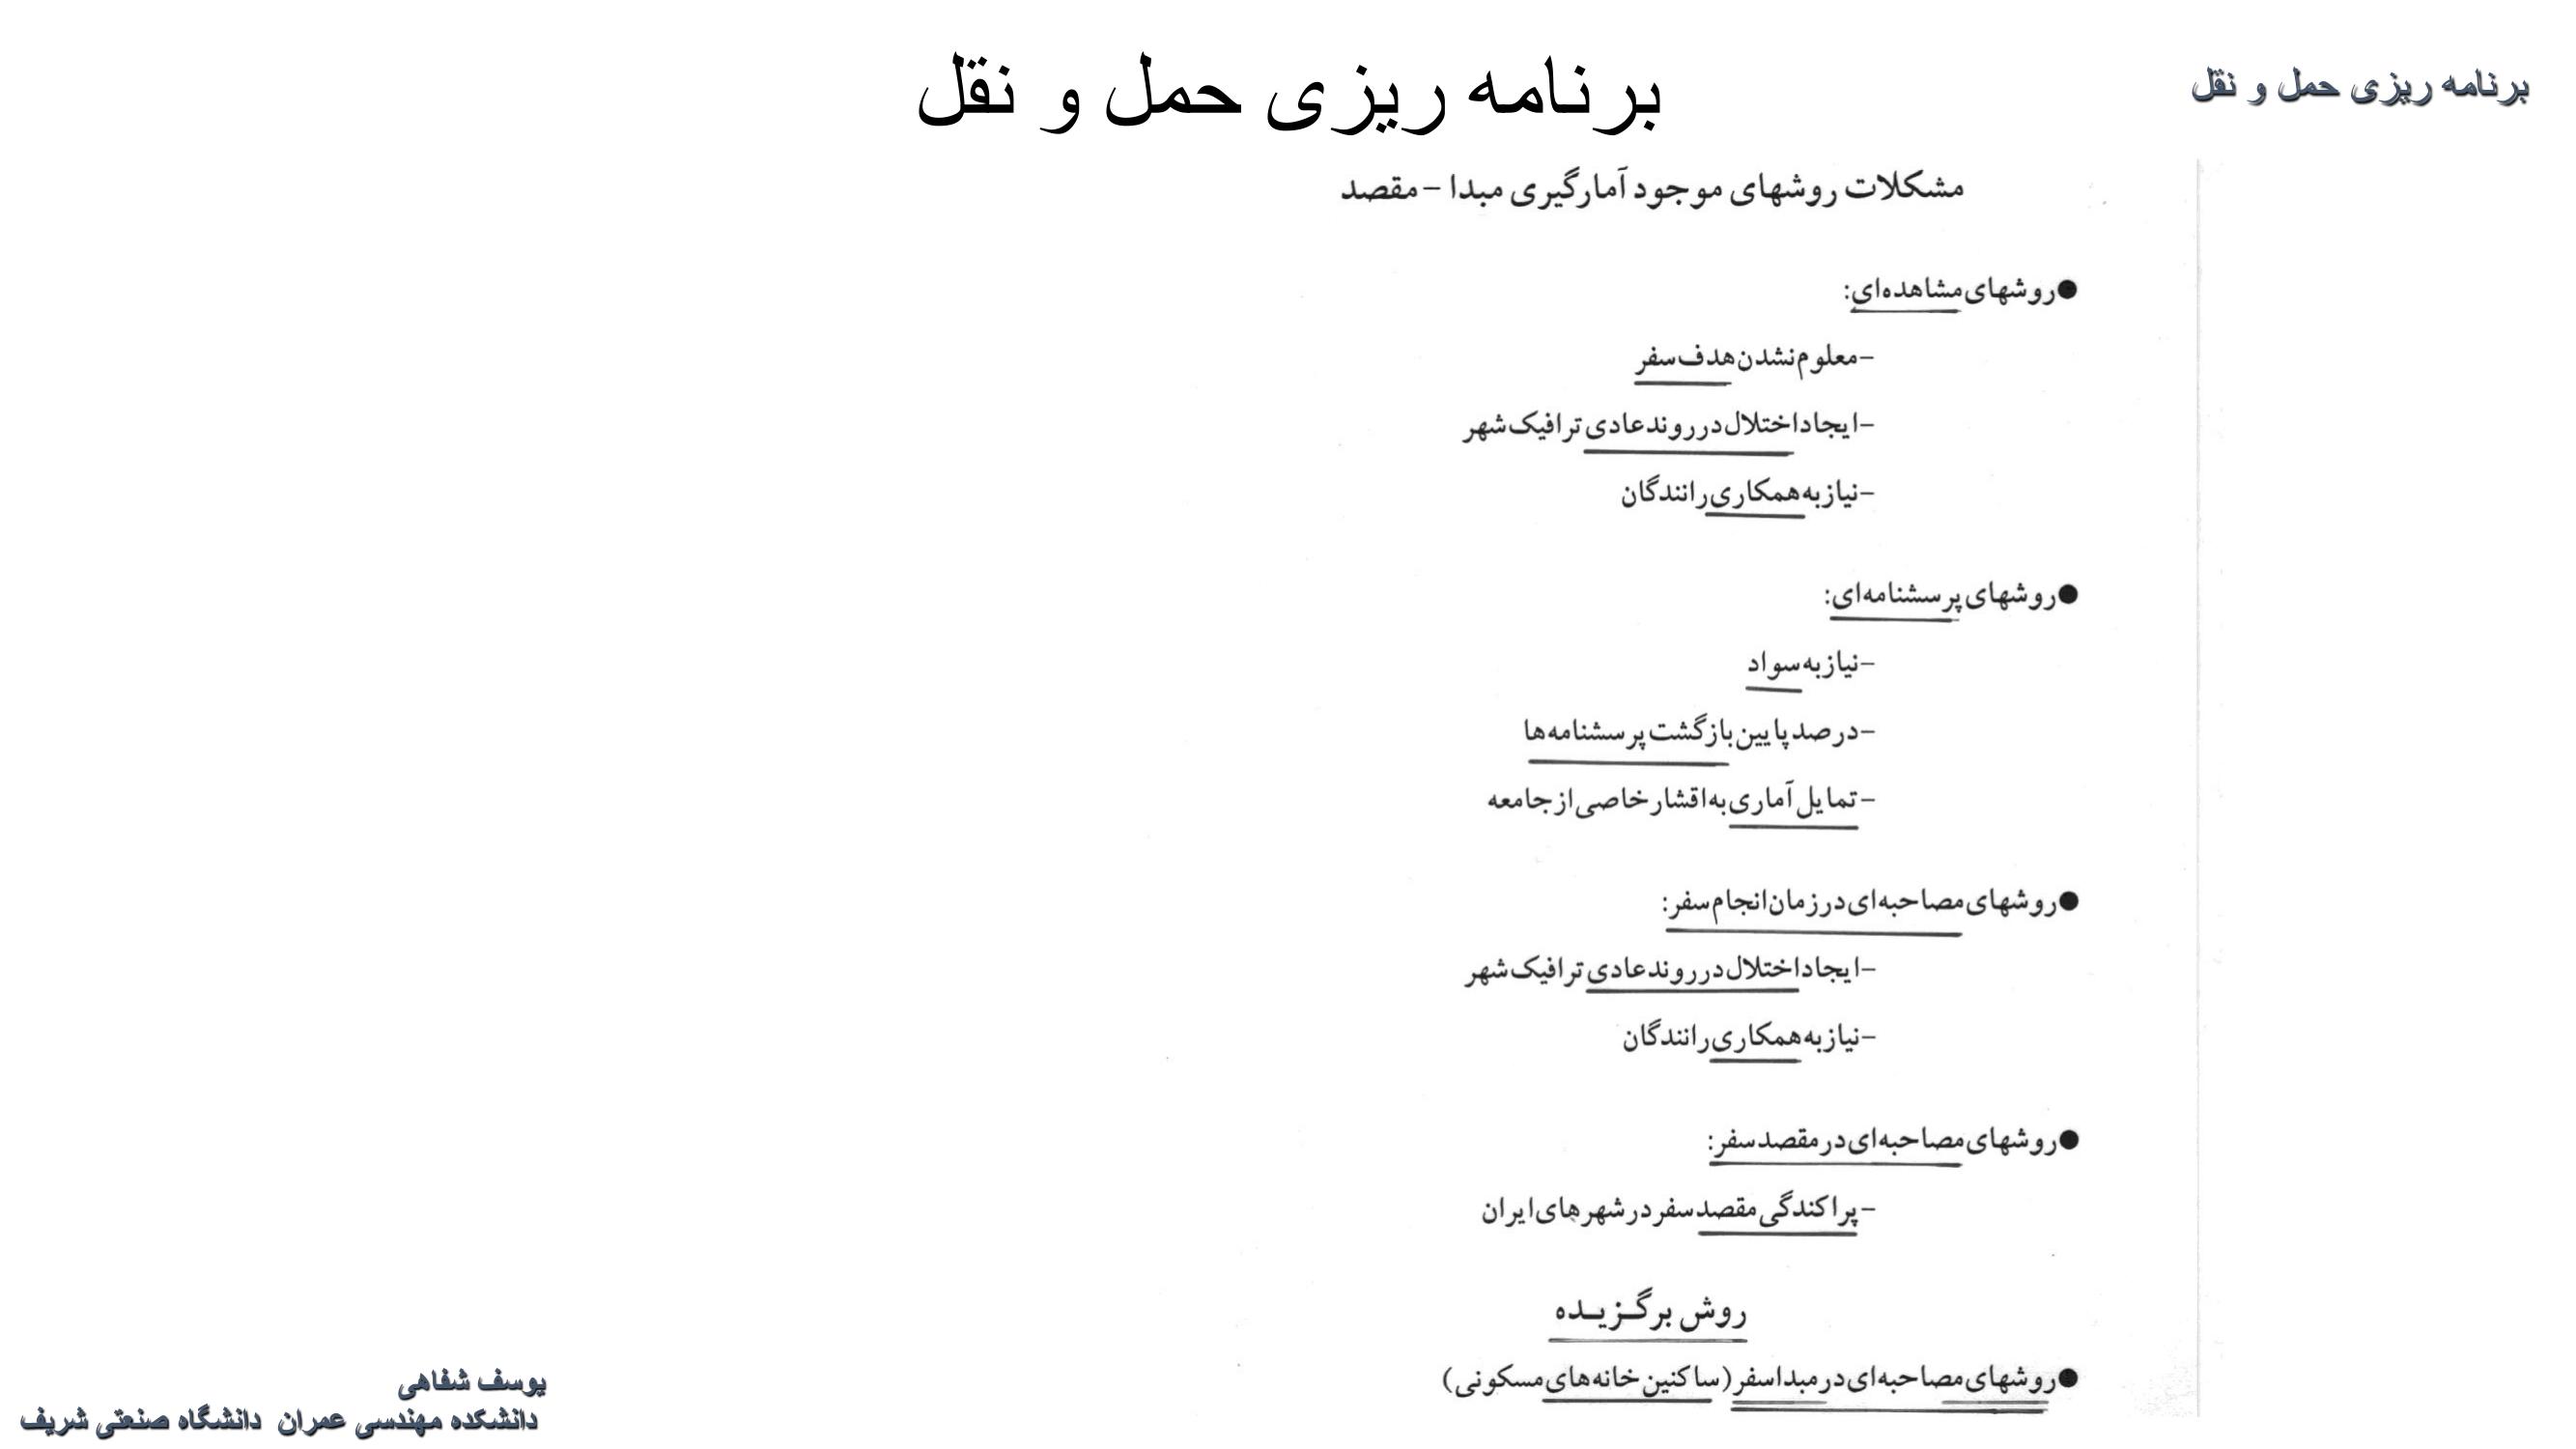 برنامه ریزی حمل و نقل
برنامه ریزی حمل و نقل
مشکلات روشهای موجود آمارگیری مبدا - مقصد
●روشهای مشاهده‌ای:
-معلوم نشدن هدف سفر
-ایجاد اختلال در روند عادی ترافیک شهر
-نیاز به همکاری رانندگان
●روشهای پرسشنامه‌ای:
-نیاز به سواد
-درصد پایین بازگشت پرسشنامه‌ها
-تمایل آماری به اقشار خاصی از جامعه
●روشهای مصاحبه‌ای در زمان انجام سفر:
-ایجاد اختلال در روند عادی ترافیک شهر
-نیاز به همکاری رانندگان
●روشهای مصاحبه‌ای در مقصد سفر:
-پراکندگی مقصد سفر در شهرهای ایران
روش برگزیده
●روشهای مصاحبه‌ای در مبدا سفر (ساکنین خانه‌های مسکونی)
یوسف شفاهی
دانشکده مهندسی عمران دانشگاه صنعتی شریف